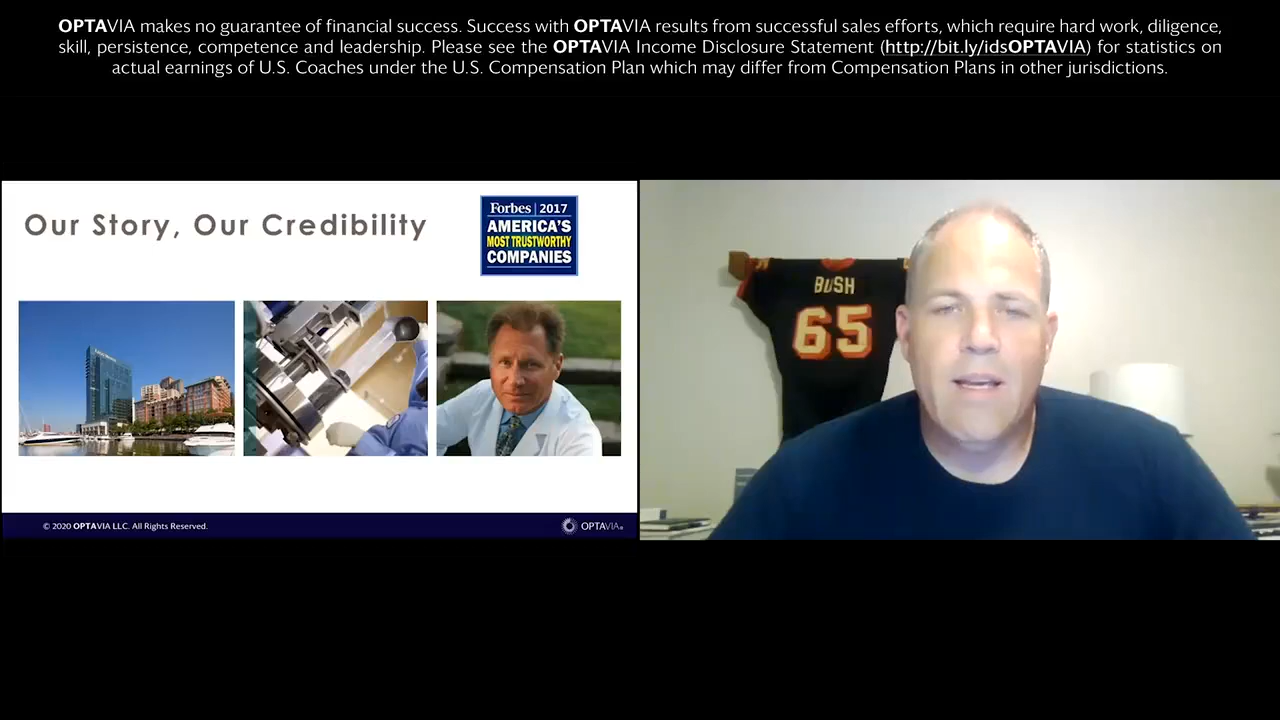 OPTAVIA makes no guarantee of financial success. Success with OPTAVIA results from successful sales efforts, which require hard work, diligence,
skill, persistence, competence and leadership. Please see the OPTAVIA Income Disclosure Statement (http://bit.ly/idsOPTAVIA) for statistics on
actual earnings of U.S. Coaches under the U.S. Compensation Plan which may differ from Compensation Plans in other jurisdictions.
Our Story, Our Credibility
Forbes | 2017
AMERICA'S
MOST TRUSTWORTHY
COMPANIES
© 2020 OPTAVIA LLC. All Rights Reserved.
OPTAVIA®
BUSH
65